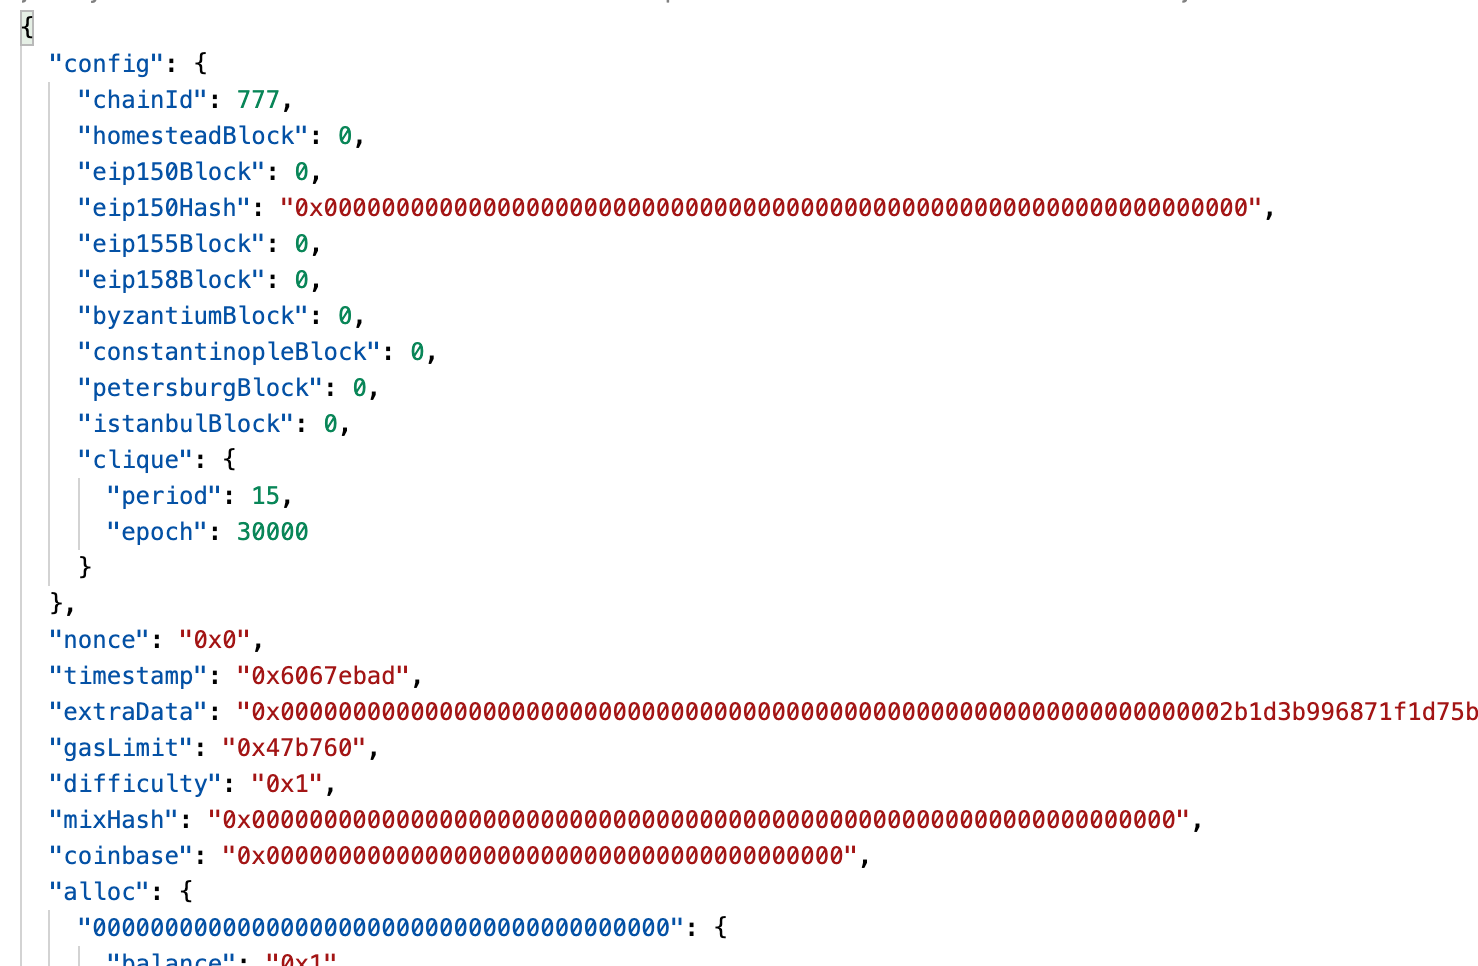 {
"config": {
"chainId": 777,
"homesteadBlock": 0,
"eip150Block": 0,
"eip150Hash": "0x0000000000000000000000000000000000000000000000000000000000000000",
"eip155Block": 0,
"eip158Block": 0,
"byzantiumBlock": 0,
"constantinopleBlock": 0,
"petersburgBlock": 0,
"istanbulBlock": 0,
"clique": {
"period": 15,
"epoch": 30000
}
},
"nonce": "0x0",
"timestamp": "0x6067ebad",
"extraData": "0x000000000000000000000000000000000000000000000000000000000000000002b1d3b996871f1d75b
"gasLimit": "0x47b760",
"difficulty": "0x1",
"mixHash": "0x0000000000000000000000000000000000000000000000000000000000000000",
"coinbase": "0x0000000000000000000000000000000000000000",
"alloc": {
"0000000000000000000000000000000000000000": {
"balance": "0x1"